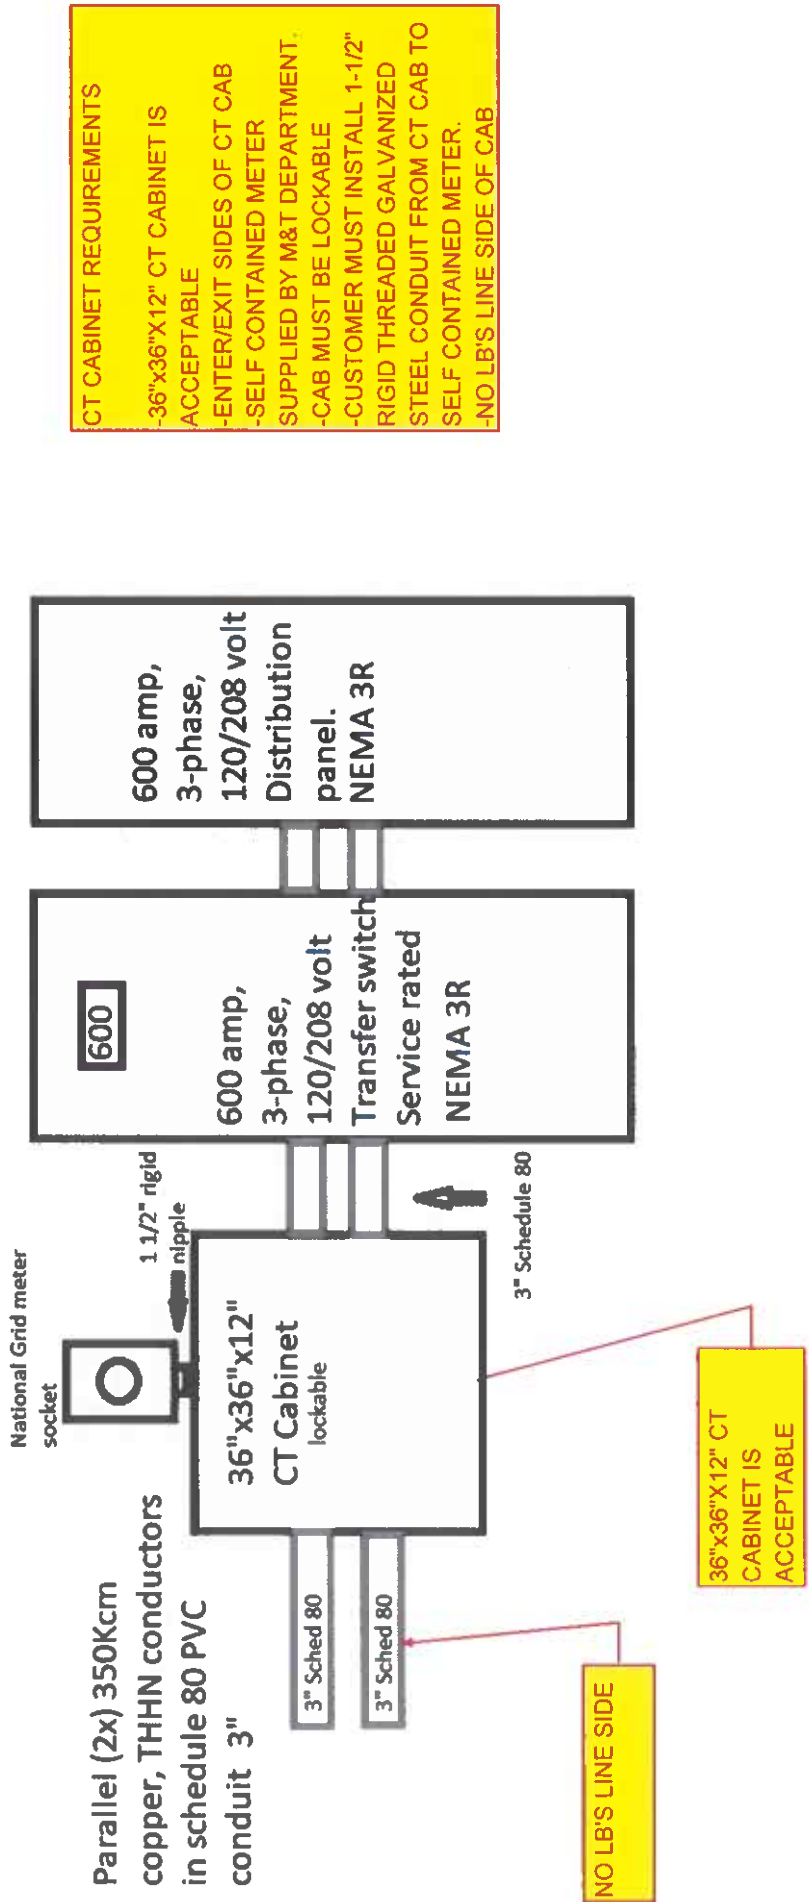 Parallel (2x) 350Kcm
copper, THHN conductors
in schedule 80 PVC
conduit 3"
National Grid meter
socket
1 1/2" rigid
nipple
36"x36"x12"
CT Cabinet
lockable
3" Sched 80
3" Sched 80
3" Schedule 80
600
600 amp,
3-phase,
120/208 volt
Transfer switch
Service rated
NEMA 3R
600 amp,
3-phase,
120/208 volt
Distribution
panel.
NEMA 3R
NO LB'S LINE SIDE
36"x36"X12" CT
CABINET IS
ACCEPTABLE
CT CABINET REQUIREMENTS
-36"x36"X12" CT CABINET IS
ACCEPTABLE
-ENTER/EXIT SIDES OF CT CAB
-SELF CONTAINED METER
SUPPLIED BY M&T DEPARTMENT.
-CAB MUST BE LOCKABLE
-CUSTOMER MUST INSTALL 1-1/2"
RIGID THREADED GALVANIZED
STEEL CONDUIT FROM CT CAB TO
SELF CONTAINED METER.
-NO LB'S LINE SIDE OF CAB